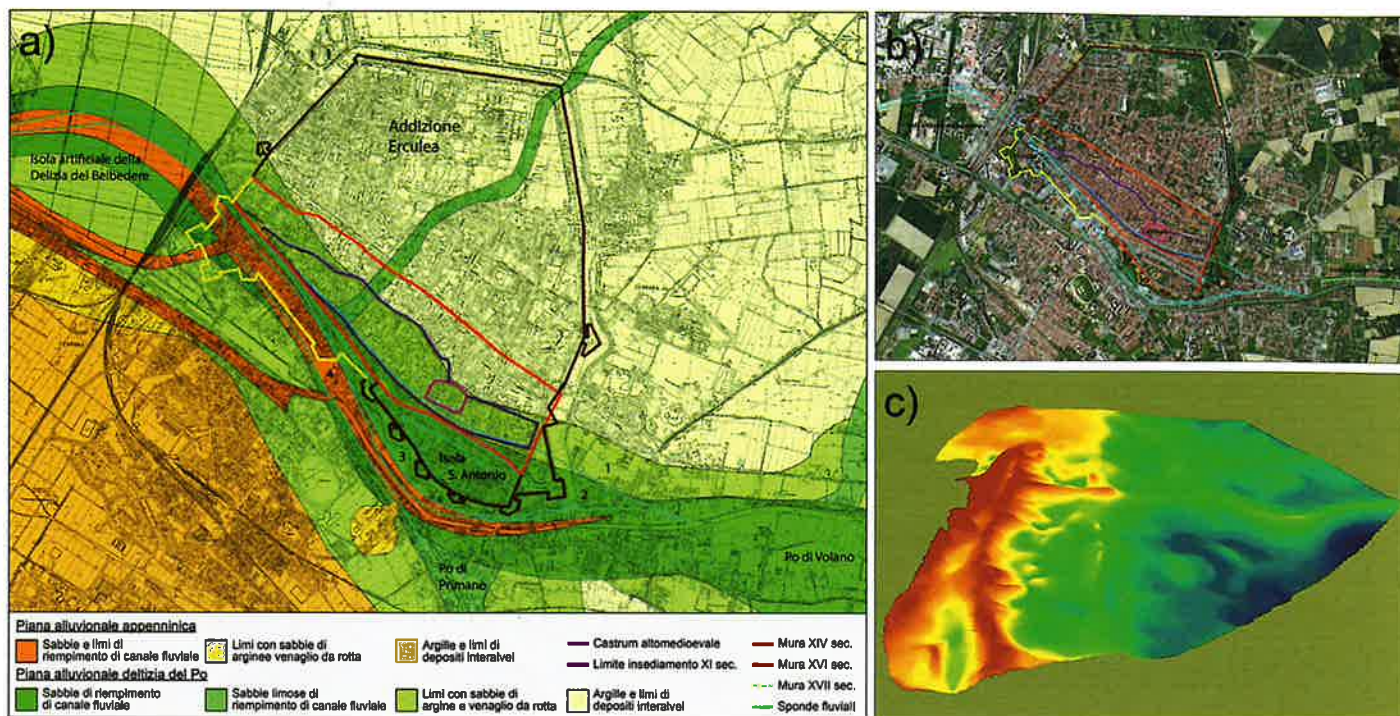 a)
Addizione
Erculea
Isola artificiale della
Delizia del Belbedere
1
2
3
4
Isola
S. Antonio
Po di
Primaro
Po di Volano
b)
c)
Piana alluvionale appenninica
Sabbie e limi di
riempimento di canale fluviale
Limi con sabbie di
arginee venaglio da rotta
Argille e limi di
depositi interalvei
Piana alluvionale deltizia del Po
Sabbie di riempimento
di canale fluviale
Sabbie limose di
riempimento di canale fluviale
Limi con sabbie di
argine e venaglio da rotta
Argille e limi di
depositi interalvei
Castrum altomedioevale
Limite insediamento XI sec.
Mura XIV sec.
Mura XVI sec.
Mura XVII sec.
Sponde fluviali